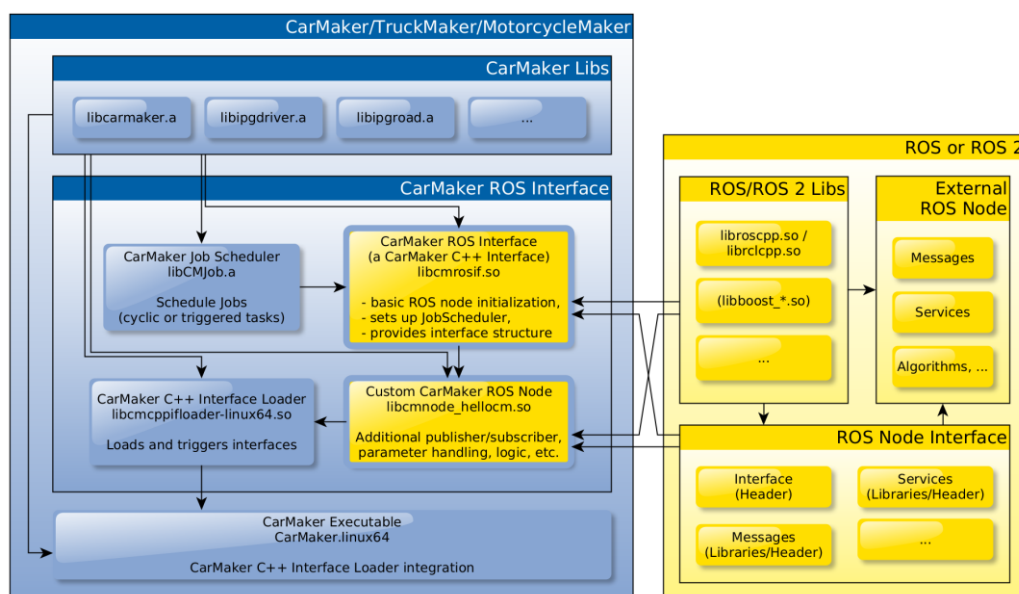 CarMaker/TruckMaker/MotorcycleMaker
CarMaker Libs
libcarmaker.a
libipgdriver.a
libipgroad.a
...
CarMaker ROS Interface
CarMaker Job Scheduler
libCMJob.a
Schedule Jobs
(cyclic or triggered tasks)
CarMaker ROS Interface
(a CarMaker C++ Interface)
libcmrosif.so
- basic ROS node initialization,
- sets up JobScheduler,
- provides interface structure
CarMaker C++ Interface Loader
libcmcppifloader-linux64.so
Loads and triggers interfaces
Custom CarMaker ROS Node
libcmnode_hellocm.so
Additional publisher/subscriber,
parameter handling, logic, etc.
CarMaker Executable
CarMaker.linux64
CarMaker C++ Interface Loader integration
ROS or ROS 2
ROS/ROS 2 Libs
libroscpp.so /
librclcpp.so
(libboost_*.so)
...
External
ROS Node
Messages
Services
Algorithms, ...
ROS Node Interface
Interface
(Header)
Services
(Libraries/Header)
Messages
(Libraries/Header)
...